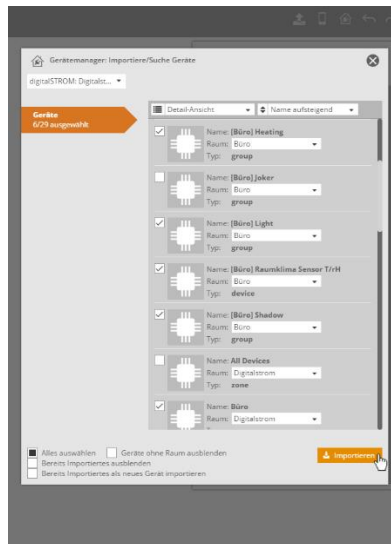 Gerätemanager: Importiere/Suche Geräte
digitalSTROM: Digitalst...
Geräte
6/29 ausgewählt
Detail-Ansicht Name aufsteigend
Name: [Büro] Heating
Raum: Büro
Typ: group
Name: [Büro] Joker
Raum: Büro
Typ: group
Name: [Büro] Light
Raum: Büro
Typ: group
Name: [Büro] Raumklima Sensor T/rH
Raum: Büro
Typ: device
Name: [Büro] Shadow
Raum: Büro
Typ: group
Name: All Devices
Raum: Digitalstrom
Typ: zone
Name: Büro
Raum: Digitalstrom
Alles auswählen Geräte ohne Raum ausblenden
Bereits Importiertes ausblenden
Bereits Importiertes als neues Gerät importieren
Importieren